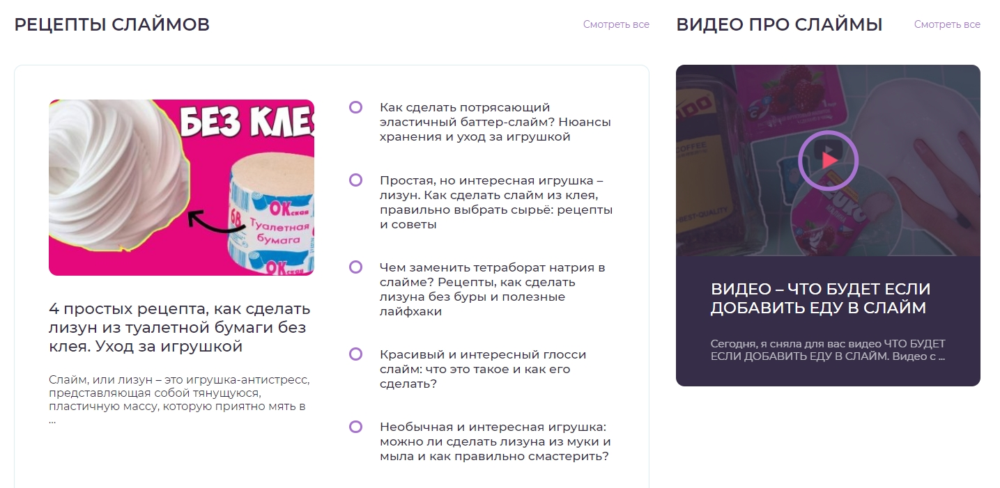 РЕЦЕПТЫ СЛАЙМОВ
Смотреть все
БЕЗ КЛЕ
ОКская
68
Туалетная
бумага
ОКская
4 простых рецепта, как сделать
лизун из туалетной бумаги без
клея. Уход за игрушкой
Слайм, или лизун – это игрушка-антистресс,
представляющая собой тянущуюся,
пластичную массу, которую приятно мять в
...
Как сделать потрясающий
эластичный баттер-слайм? Нюансы
хранения и уход за игрушкой
Простая, но интересная игрушка –
лизун. Как сделать слайм из клея,
правильно выбрать сырьё: рецепты
и советы
Чем заменить тетраборат натрия в
слайме? Рецепты, как сделать
лизуна без буры и полезные
лайфхаки
Красивый и интересный глосси
слайм: что это такое и как его
сделать?
Необычная и интересная игрушка:
можно ли сделать лизуна из муки и
мыла и как правильно смастерить?
ВИДЕО ПРО СЛАЙМЫ
Смотреть все
COFFEE
BEST-QUALITY
ZUKO
МАЛИНА
ВИДЕО – ЧТО БУДЕТ ЕСЛИ
ДОБАВИТЬ ЕДУ В СЛАЙМ
Сегодня, я сняла для вас видео ЧТО БУДЕТ
ЕСЛИ ДОБАВИТЬ ЕДУ В СЛАЙМ. Видео с ...